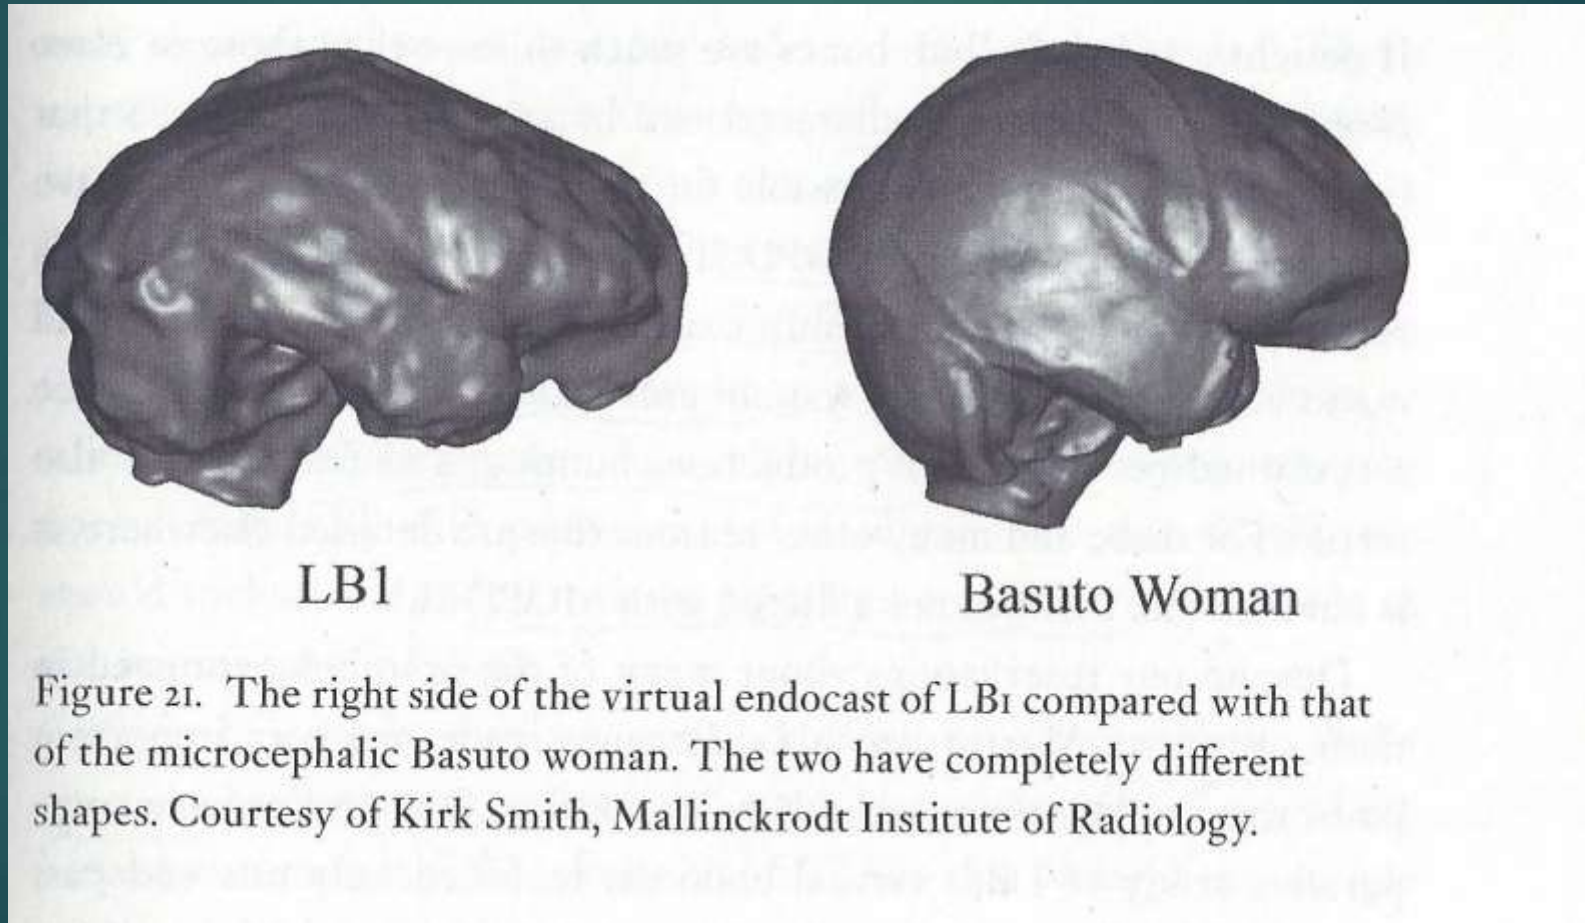 LB1
Basuto Woman
Figure 21. The right side of the virtual endocast of LB1 compared with that
of the microcephalic Basuto woman. The two have completely different
shapes. Courtesy of Kirk Smith, Mallinckrodt Institute of Radiology.